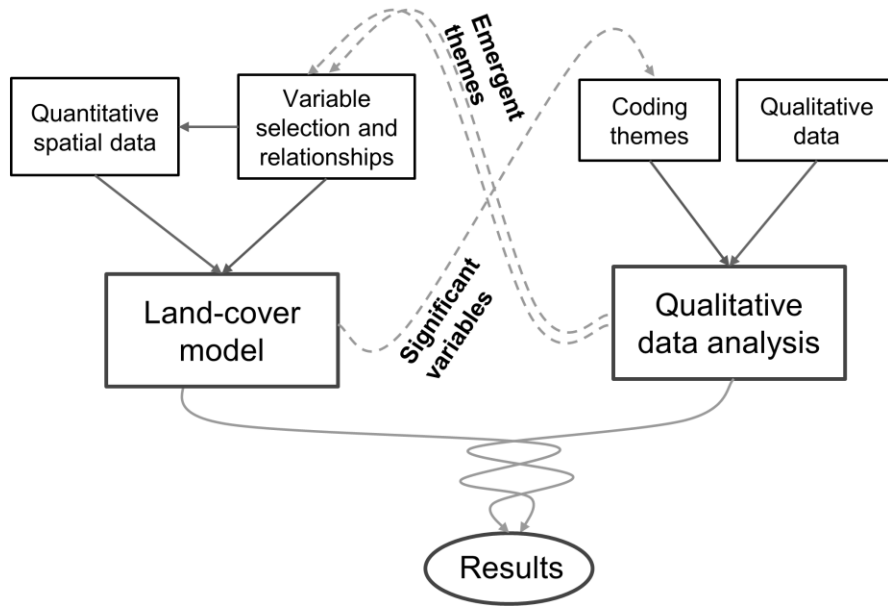 Emergent
themes
Quantitative
spatial data
Variable
selection and
relationships
Coding
themes
Qualitative
data
Land-cover
model
Significant
variables
Qualitative
data analysis
Results